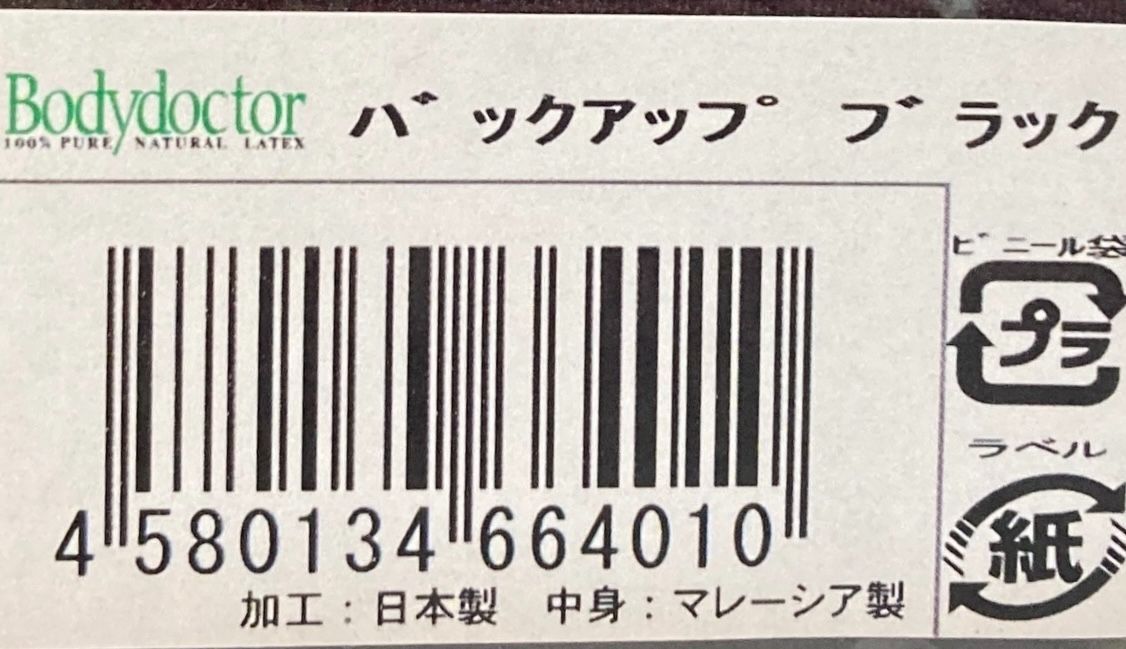 Bodydoctor バックアップ ブラック
100% PURE NATURAL LATEX
ビニール袋
プラ
ラベル
紙
4 580134 664010
加工：日本製 中身：マレーシア製